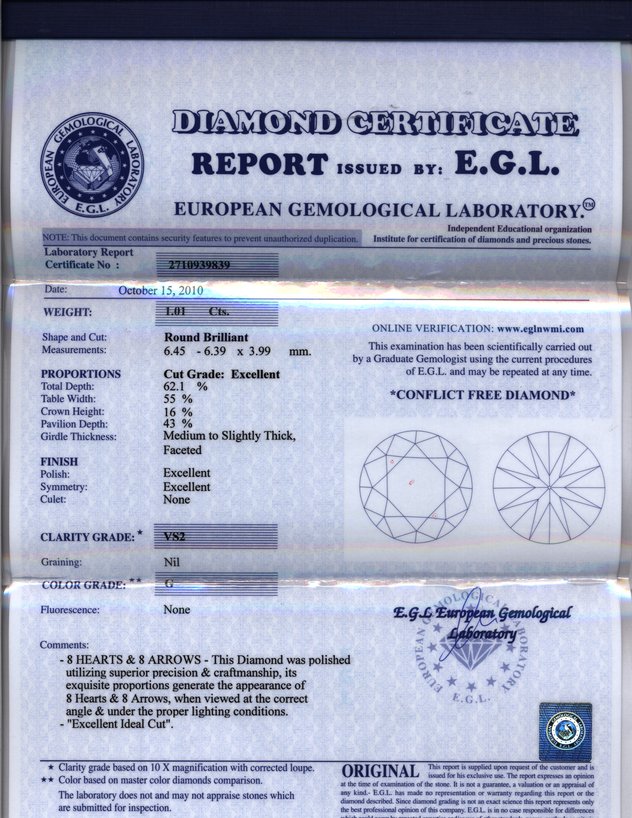 EUROPEAN GEMOLOGICAL LABORATORY
E.G.L.
DIAMOND CERTIFICATE
REPORT ISSUED BY: E.G.L.
EUROPEAN GEMOLOGICAL LABORATORY.™
Independent Educational organization
Institute for certification of diamonds and precious stones.
NOTE: This document contains security features to prevent unauthorized duplication.
Laboratory Report
Certificate No : 2710939839
Date: October 15, 2010
WEIGHT: 1.01 Cts.
Shape and Cut: Round Brilliant
Measurements: 6.45 - 6.39 x 3.99 mm.
PROPORTIONS Cut Grade: Excellent
Total Depth: 62.1 %
Table Width: 55 %
Crown Height: 16 %
Pavilion Depth: 43 %
Girdle Thickness: Medium to Slightly Thick,
Faceted
FINISH
Polish: Excellent
Symmetry: Excellent
Culet: None
CLARITY GRADE: * VS2
Graining: Nil
COLOR GRADE: ** G
Fluorescence: None
ONLINE VERIFICATION: www.eglnwmi.com
This examination has been scientifically carried out
by a Graduate Gemologist using the current procedures
of E.G.L. and may be repeated at any time.
*CONFLICT FREE DIAMOND*
E.G.L European Gemological
Laboratory
EUROPEAN GEMOLOGICAL LABORATORY
E.G.L.
Comments:
- 8 HEARTS & 8 ARROWS - This Diamond was polished
utilizing superior precision & craftmanship, its
exquisite proportions generate the appearance of
8 Hearts & 8 Arrows, when viewed at the correct
angle & under the proper lighting conditions.
- "Excellent Ideal Cut".
* Clarity grade based on 10 X magnification with corrected loupe.
** Color based on master color diamonds comparison.
The laboratory does not and may not appraise stones which
are submitted for inspection.
ORIGINAL This report is supplied upon request of the customer and is
issued for his exclusive use. The report expresses an opinion
at the time of examination of the stone. It is not a guarantee, a valuation or an appraisal of
any kind.- E.G.L. has made no representation or warranty regarding this report or the
diamond described. Since diamond grading is not an exact science this report represents only
the best professional opinion of this company. E.G.L. is in no case responsible for differences